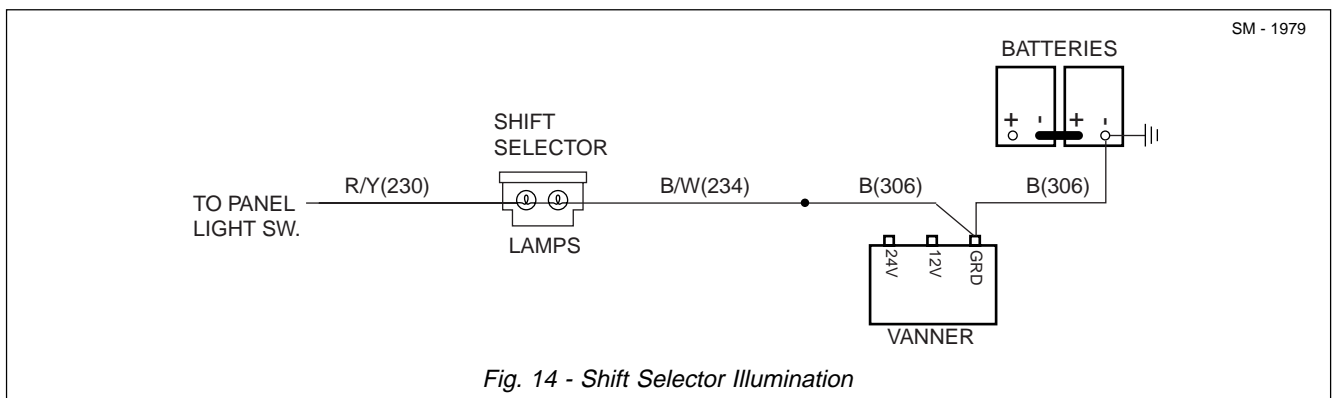 SM - 1979
BATTERIES
+ - + -
SHIFT
SELECTOR
R/Y(230)
B/W(234)
B(306)
B(306)
TO PANEL
LIGHT SW.
LAMPS
24V
12V
GRD
VANNER
Fig. 14 - Shift Selector Illumination